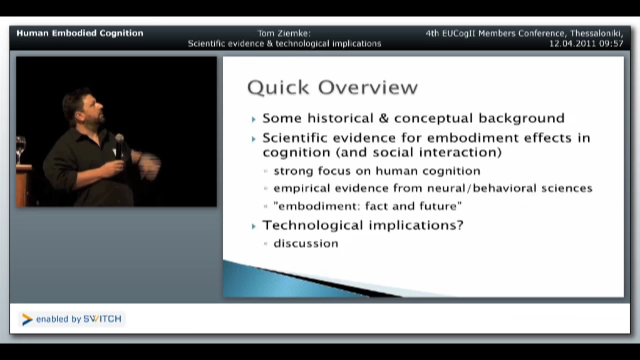 Human Embodied Cognition
Tom Ziemke:
Scientific evidence & technological implications
4th EUCogII Members Conference, Thessaloniki,
12.04.2011 09:57
Quick Overview
Some historical & conceptual background
Scientific evidence for embodiment effects in
cognition (and social interaction)
strong focus on human cognition
empirical evidence from neural/behavioral sciences
"embodiment: fact and future"
Technological implications?
discussion
enabled by SWITCH